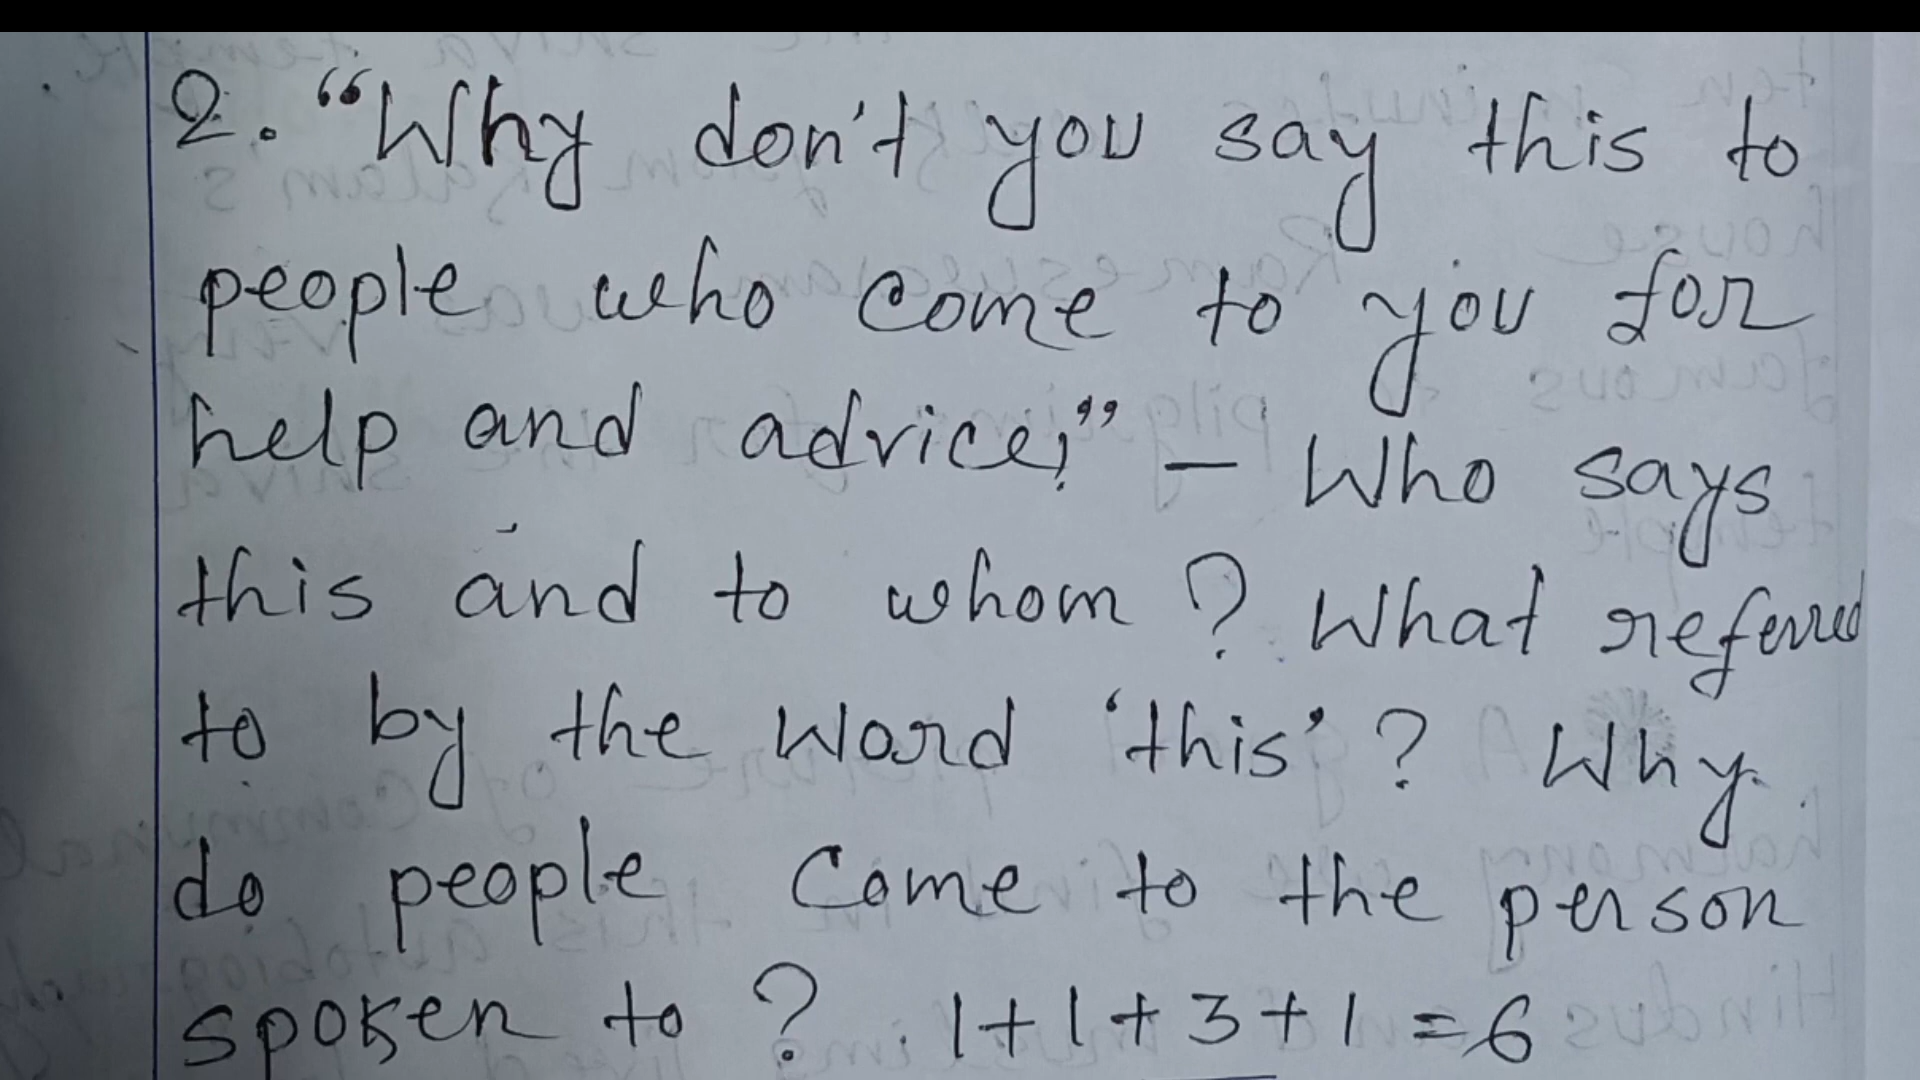 2. “Why don't you say this to
people who come to you for
help and advice?” – Who says
this and to whom? What referred
to by the word ‘this’? Why
do people come to the person
spoken to? 1+1+3+1=6